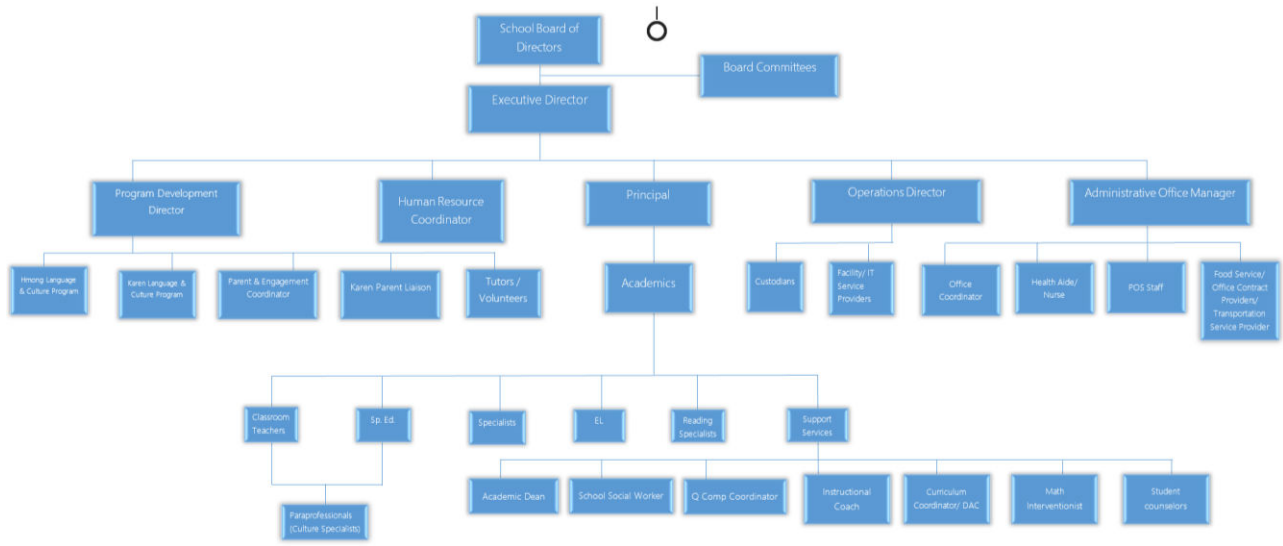 School Board of
Directors
Board Committees
Executive Director
Program Development
Director
Human Resource
Coordinator
Principal
Operations Director
Administrative Office Manager
Hmong Language
& Culture Program
Karen Language &
Culture Program
Parent & Engagement
Coordinator
Karen Parent Liaison
Tutors /
Volunteers
Academics
Custodians
Facility/ IT
Service
Providers
Office
Coordinator
Health Aide/
Nurse
POS Staff
Food Service/
Office Contract
Providers/
Transportation
Service Provider
Classroom
Teachers
Sp. Ed.
Specialists
EL
Reading
Specialists
Support
Services
Academic Dean
School Social Worker
Q Comp Coordinator
Instructional
Coach
Curriculum
Coordinator/ DAC
Math
Interventionist
Student
counselors
Paraprofessionals
(Culture Specialists)